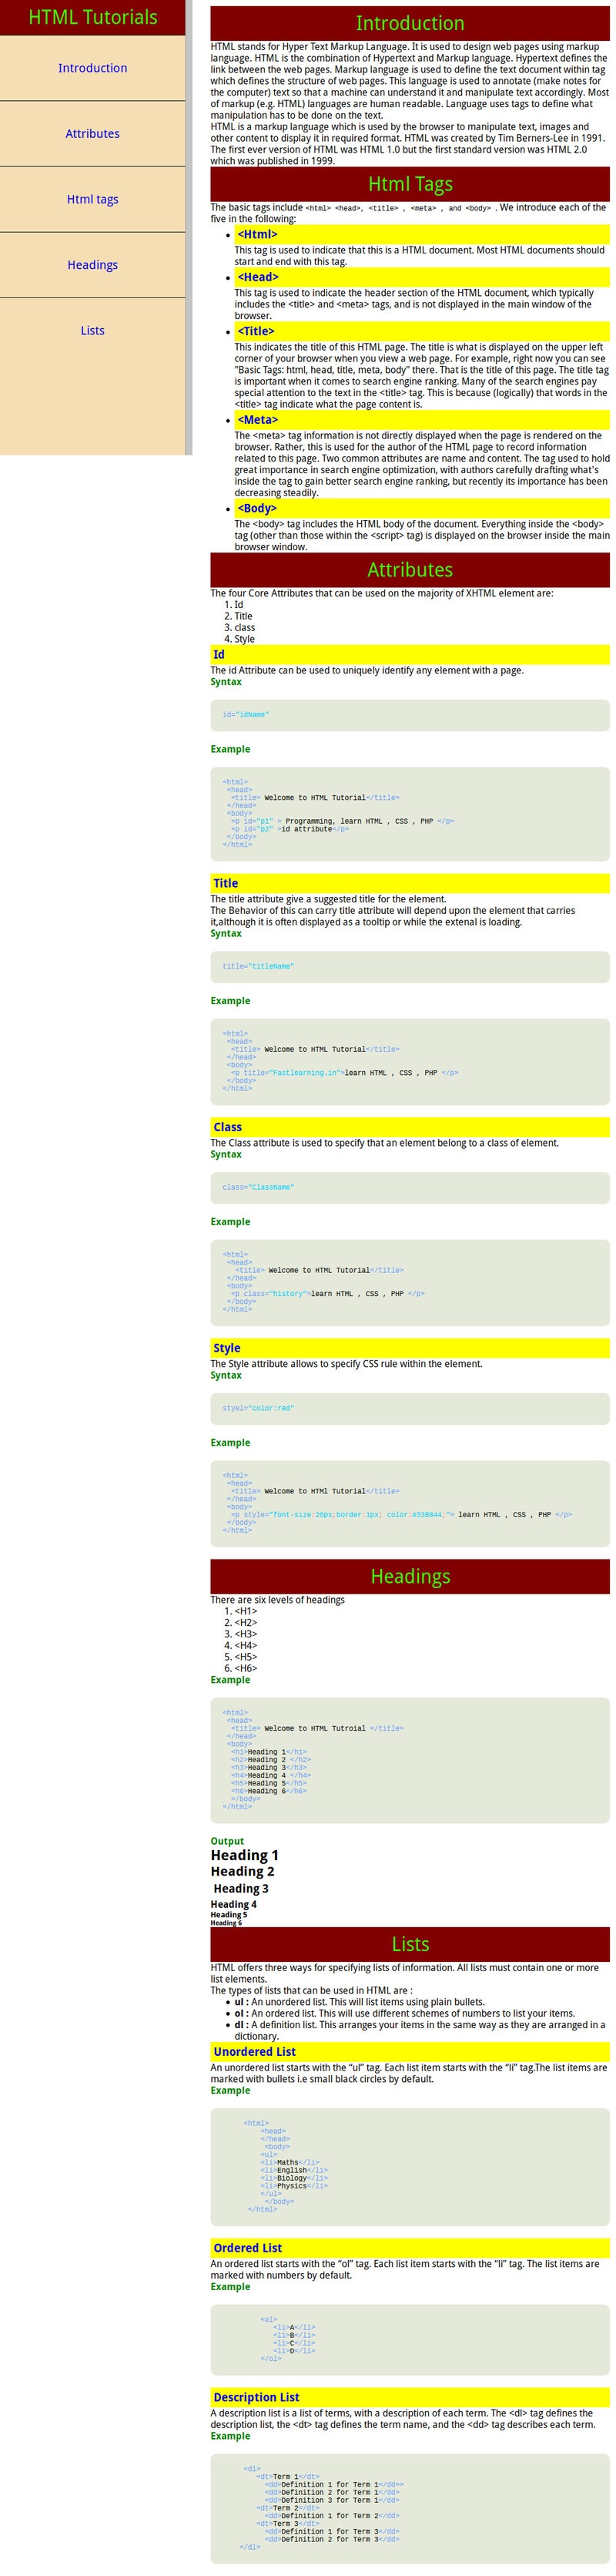 HTML Tutorials
Introduction
Attributes
Html tags
Headings
Lists
Introduction
HTML stands for Hyper Text Markup Language. It is used to design web pages using markup
language. HTML is the combination of Hypertext and Markup language. Hypertext defines the
link between the web pages. Markup language is used to define the text document within tag
which defines the structure of web pages. This language is used to annotate (make notes for
the computer) text so that a machine can understand it and manipulate text accordingly. Most
of markup (e.g. HTML) languages are human readable. Language uses tags to define what
manipulation has to be done on the text.
HTML is a markup language which is used by the browser to manipulate text, images and
other content to display it in required format. HTML was created by Tim Berners-Lee in 1991.
The first ever version of HTML was HTML 1.0 but the first standard version was HTML 2.0
which was published in 1999.
Html Tags
The basic tags include <html> <head>, <title> , <meta> , and <body> . We introduce each of the
five in the following:
<Html>
This tag is used to indicate that this is a HTML document. Most HTML documents should
start and end with this tag.
<Head>
This tag is used to indicate the header section of the HTML document, which typically
includes the <title> and <meta> tags, and is not displayed in the main window of the
browser.
<Title>
This indicates the title of this HTML page. The title is what is displayed on the upper left
corner of your browser when you view a web page. For example, right now you can see
"Basic Tags: html, head, title, meta, body" there. That is the title of this page. The title tag
is important when it comes to search engine ranking. Many of the search engines pay
special attention to the text in the <title> tag. This is because (logically) that words in the
<title> tag indicate what the page content is.
<Meta>
The <meta> tag information is not directly displayed when the page is rendered on the
browser. Rather, this is used for the author of the HTML page to record information
related to this page. Two common attributes are name and content. The tag used to hold
great importance in search engine optimization, with authors carefully drafting what's
inside the tag to gain better search engine ranking, but recently its importance has been
decreasing steadily.
<Body>
The <body> tag includes the HTML body of the document. Everything inside the <body>
tag (other than those within the <script> tag) is displayed on the browser inside the main
browser window.
Attributes
The four Core Attributes that can be used on the majority of XHTML element are:
1. Id
2. Title
3. class
4. Style
Id
The id Attribute can be used to uniquely identify any element with a page.
Syntax
id="idName"
Example
<html>
<head>
<title> Welcome to HTML Tutorial</title>
</head>
<body>
<p id="p1" > Programming, learn HTML , CSS , PHP </p>
<p id="p2" >id attribute</p>
</body>
</html>
Title
The title attribute give a suggested title for the element.
The Behavior of this can carry title attribute will depend upon the element that carries
it,although it is often displayed as a tooltip or while the extenal is loading.
Syntax
title="titleName"
Example
<html>
<head>
<title> Welcome to HTML Tutorial</title>
</head>
<body>
<p title="Fastlearning.in">learn HTML , CSS , PHP </p>
</body>
</html>
Class
The Class attribute is used to specify that an element belong to a class of element.
Syntax
class="ClassName"
Example
<html>
<head>
<title> Welcome to HTML Tutorial</title>
</head>
<body>
<p class="history">learn HTML , CSS , PHP </p>
</body>
</html>
Style
The Style attribute allows to specify CSS rule within the element.
Syntax
styel="color:red"
Example
<html>
<head>
<title> Welcome to HTMl Tutorial</title>
</head>
<body>
<p style="font-size:20px;border:1px; color:#338844;"> learn HTML , CSS , PHP </p>
</body>
</html>
Headings
There are six levels of headings
1. <H1>
2. <H2>
3. <H3>
4. <H4>
5. <H5>
6. <H6>
Example
<html>
<head>
<title> Welcome to HTML Tutroial </title>
</head>
<body>
<h1>Heading 1</h1>
<h2>Heading 2 </h2>
<h3>Heading 3</h3>
<h4>Heading 4 </h4>
<h5>Heading 5</h5>
<h6>Heading 6</h6>
</body>
</html>
Output
Heading 1
Heading 2
Heading 3
Heading 4
Heading 5
Heading 6
Lists
HTML offers three ways for specifying lists of information. All lists must contain one or more
list elements.
The types of lists that can be used in HTML are :
ul : An unordered list. This will list items using plain bullets.
ol : An ordered list. This will use different schemes of numbers to list your items.
dl : A definition list. This arranges your items in the same way as they are arranged in a
dictionary.
Unordered List
An unordered list starts with the “ul” tag. Each list item starts with the “li” tag.The list items are
marked with bullets i.e small black circles by default.
Example
<html>
<head>
</head>
<body>
<ul>
<li>Maths</li>
<li>English</li>
<li>Biology</li>
<li>Physics</li>
</ul>
</body>
</html>
Ordered List
An ordered list starts with the “ol” tag. Each list item starts with the “li” tag. The list items are
marked with numbers by default.
Example
<ol>
<li>A</li>
<li>B</li>
<li>C</li>
<li>D</li>
</ol>
Description List
A description list is a list of terms, with a description of each term. The <dl> tag defines the
description list, the <dt> tag defines the term name, and the <dd> tag describes each term.
Example
<dl>
<dt>Term 1</dt>
<dd>Definition 1 for Term 1</dd>>
<dd>Definition 2 for Term 1</dd>
<dd>Definition 3 for Term 1</dd>
<dt>Term 2</dt>
<dd>Definition 1 for Term 2</dd>
<dt>Term 3</dt>
<dd>Definition 1 for Term 3</dd>
<dd>Definition 2 for Term 3</dd>
</dl>